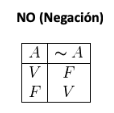 NO (Negación)
A ∼ A
V F
F V